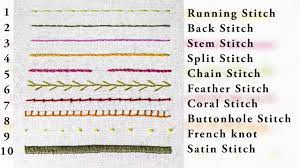 1 Running Stitch
2 Back Stitch
3 Stem Stitch
4 Split Stitch
5 Chain Stitch
6 Feather Stitch
7 Coral Stitch
8 Buttonhole Stitch
9 French knot
10 Satin Stitch